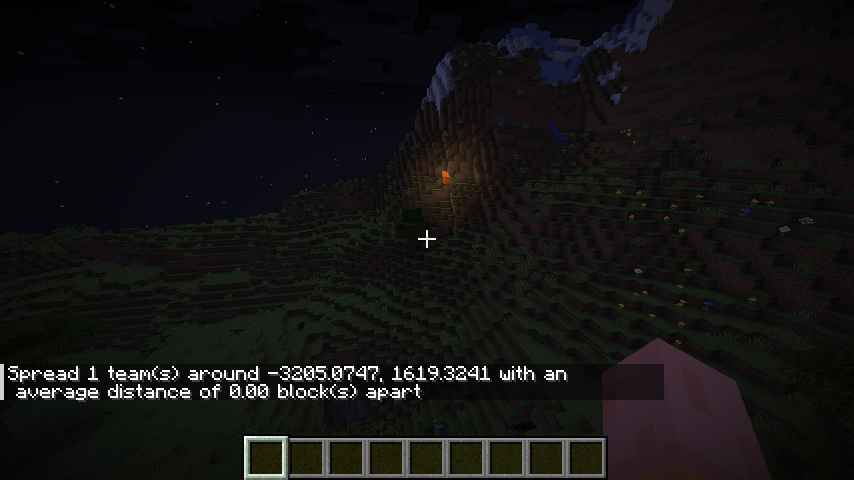 Spread 1 team(s) around -3205.0747, 1619.3241 with an
average distance of 0.00 block(s) apart